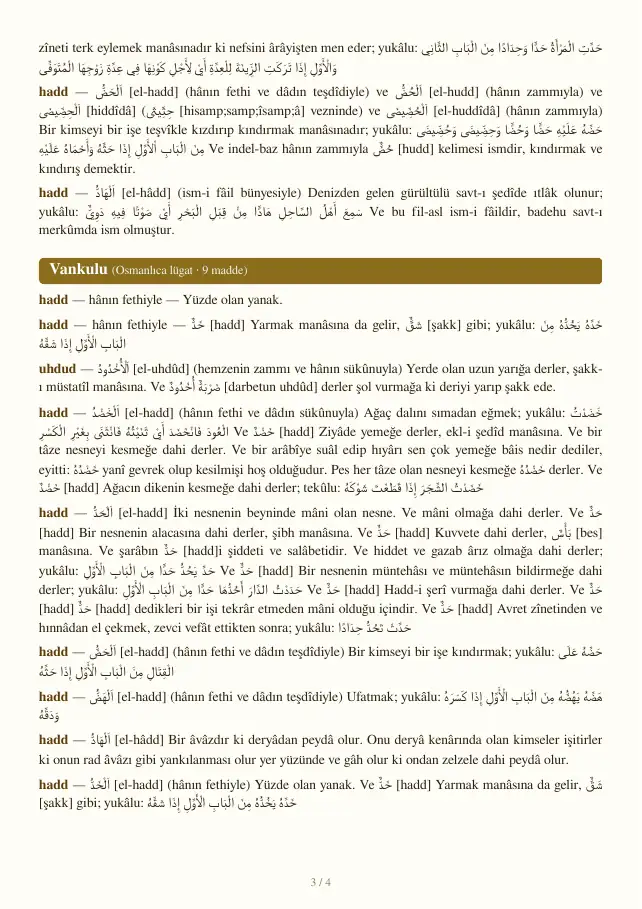 zîneti terk eylemek mânasınadır ki nefsini ârâyişten men eder; yukâlu: حَدَّتِ الْمَرْأَةُ حَدًّا وَحِدَادًا مِنَ الْبَابِ الثَّانِي
وَالْأَوَّلِ إِذَا تَرَكَتِ الزِّينَةَ لِلْعِدَّةِ أَيْ لِأَجْلِ كَوْنِهَا فِي عِدَّةِ زَوْجِهَا الْمُتَوَفَّى
hadd — اَلْحَضُّ [el-hadd] (hânın fethi ve dâdın teşdîdiyle) ve اَلْحُضُّ [el-hudd] (hânın zammıyla) ve
اَلْحِضِّيضَى [hiddîdâ] (حِثِّيثَى [hisamp;samp;îsamp;â] vezninde) ve اَلْحُضِّيضَى [el-huddîdâ] (hânın zammıyla)
Bir kimseyi bir işe teşvîkle kızdırıp kındırmak manâsınadır; yukâlu: حَضَّهُ عَلَيْهِ حَضًّا وَحُضًّا وَحِضِّيضَى وَحُضِّيضَى
مِنَ الْبَابِ الْأَوَّلِ إِذَا حَثَّهُ وَأَحْمَاهُ عَلَيْهِ Ve indel-baz hânın zammıyla حُضٌّ [hudd] kelimesi ismdir, kındırmak ve
kındırış demektir.
hadd — اَلْهَادُّ [el-hâdd] (ism-i fâil bünyesiyle) Denizden gelen gürültülü savt-ı şedîde ıtlâk olunur;
yukâlu: سَمِعَ أَهْلُ السَّاحِلِ هَادًّا مِنْ قِبَلِ الْبَحْرِ أَيْ صَوْتًا فِيهِ دَوِيٌّ Ve bu fil-asl ism-i fâildir, badehu savt-ı
merkûmda ism olmuştur.
Vankulu (Osmanlıca lügat · 9 madde)
hadd — hânın fethiyle — Yüzde olan yanak.
hadd — hânın fethiyle — خَدٌّ [hadd] Yarmak manâsına da gelir, شَقٌّ [şakk] gibi; yukâlu: خَدَّهُ يَخُدُّهُ مِنَ
الْبَابِ الْأَوَّلِ إِذَا شَقَّهُ
uhdud — اَلْأُخْدُودُ [el-uhdûd] (hemzenin zammı ve hânın sükûnuyla) Yerde olan uzun yarığa derler, şakk-
ı müstatîl manâsına. Ve ضَرْبَةٌ أُخْدُودٌ [darbetun uhdûd] derler şol vurmağa ki deriyi yarıp şakk ede.
hadd — اَلْخَضْدُ [el-hadd] (hânın fethi ve dâdın sükûnuyla) Ağaç dalını sımadan eğmek; yukâlu: خَضَدْتُ
الْعُودَ فَانْخَضَدَ أَيْ ثَنَيْتُهُ فَانْثَنَى بِغَيْرِ الْكَسْرِ Ve خَضْدٌ [hadd] Ziyâde yemeğe derler, ekl-i şedîd manâsına. Ve bir
tâze nesneyi kesmeğe dahi derler. Ve bir arâbîye suâl edip hıyârı sen çok yemeğe bâis nedir dediler,
eyitti: خَضْدُهُ yanî gevrek olup kesilmişi hoş olduğudur. Pes her tâze olan nesneyi kesmeğe خَضْدُهُ derler. Ve
خَضْدٌ [hadd] Ağacın dikenin kesmeğe dahi derler; tekûlu: خَضَدْتُ الشَّجَرَ إِذَا قَطَعْتَ شَوْكَهُ
hadd — اَلْحَدُّ [el-hadd] İki nesnenin beyninde mâni olan nesne. Ve mâni olmağa dahi derler. Ve حَدٌّ
[hadd] Bir nesnenin alacasına dahi derler, şibh manâsına. Ve حَدٌّ [hadd] Kuvvete dahi derler, بَأْسٌ [bes]
manâsına. Ve şarâbın حَدٌّ [hadd]i şiddeti ve salâbetidir. Ve hiddet ve gazab ârız olmağa dahi derler;
yukâlu: حَدَّ يَحُدُّ حَدًّا مِنَ الْبَابِ الْأَوَّلِ Ve حَدٌّ [hadd] Bir nesnenin müntehâsı ve müntehâsın bildirmeğe dahi
derler; yukâlu: حَدَدْتُ الدَّارَ أَحُدُّهَا حَدًّا مِنَ الْبَابِ الْأَوَّلِ Ve حَدٌّ [hadd] Hadd-i şerî vurmağa dahi derler. Ve حَدٌّ
[hadd] حَدٌّ [hadd] dedikleri bir işi tekrâr etmeden mâni olduğu içindir. Ve حَدٌّ [hadd] Avret zînetinden ve
hınnâdan el çekmek, zevci vefât ettikten sonra; yukâlu: حَدَّتْ تَحُدُّ حِدَادًا
hadd — اَلْحَضُّ [el-hadd] (hânın fethi ve dâdın teşdîdiyle) Bir kimseyi bir işe kındırmak; yukâlu: حَضَّهُ عَلَى
الْقِتَالِ مِنَ الْبَابِ الْأَوَّلِ إِذَا حَثَّهُ
hadd — اَلْهَضُّ [el-hadd] (hânın fethi ve dâdın teşdîdiyle) Ufatmak; yukâlu: هَضَّهُ يَهُضُّهُ مِنَ الْبَابِ الْأَوَّلِ إِذَا كَسَرَهُ
وَدَقَّهُ
hadd — اَلْهَادُّ [el-hâdd] Bir âvâzdır ki deryâdan peydâ olur. Onu deryâ kenârında olan kimseler işitirler
ki onun rad âvâzı gibi yankılanması olur yer yüzünde ve gâh olur ki ondan zelzele dahi peydâ olur.
hadd — اَلْخَدُّ [el-hadd] (hânın fethiyle) Yüzde olan yanak. Ve خَدٌّ [hadd] Yarmak manâsına da gelir, شَقٌّ
[şakk] gibi; yukâlu: خَدَّهُ يَخُدُّهُ مِنَ الْبَابِ الْأَوَّلِ إِذَا شَقَّهُ
3 / 4